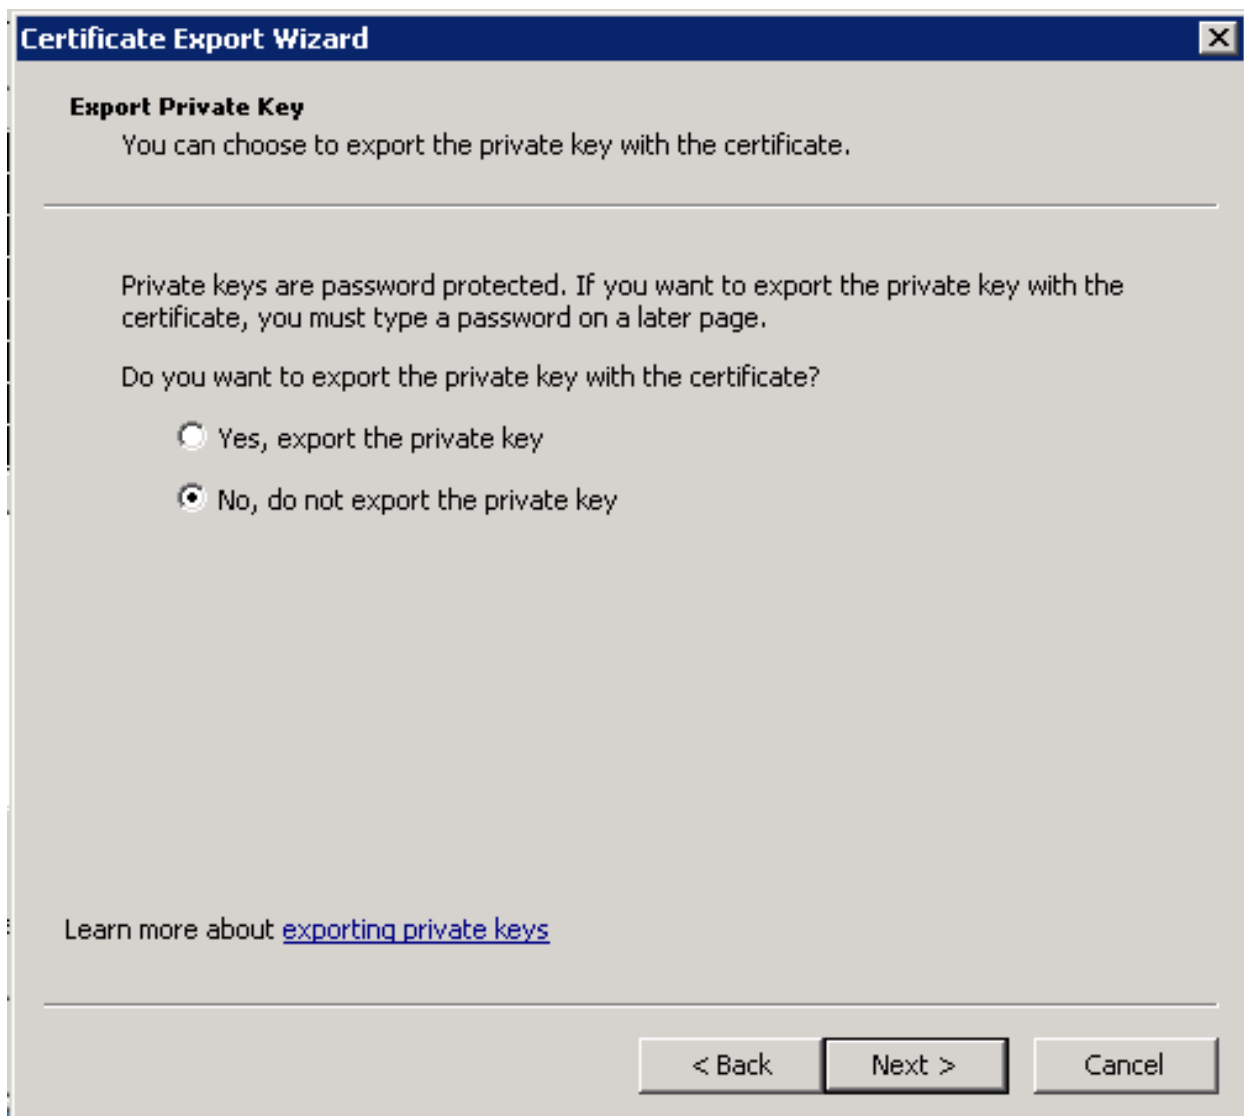 Certificate Export Wizard
Export Private Key
You can choose to export the private key with the certificate.
Private keys are password protected. If you want to export the private key with the
certificate, you must type a password on a later page.
Do you want to export the private key with the certificate?
Yes, export the private key
No, do not export the private key
Learn more about exporting private keys
< Back Next > Cancel